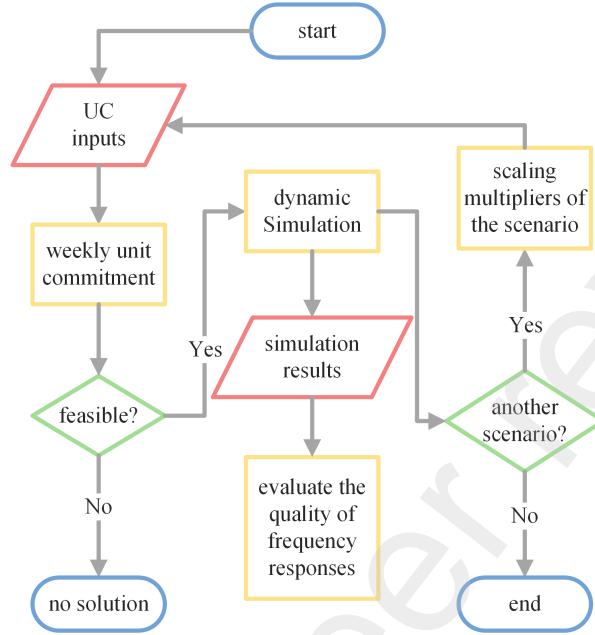 start
UC
inputs
weekly unit
commitment
feasible?
Yes
No
no solution
dynamic
Simulation
simulation
results
evaluate the
quality of
frequency
responses
scaling
multipliers of
the scenario
Yes
another
scenario?
No
end